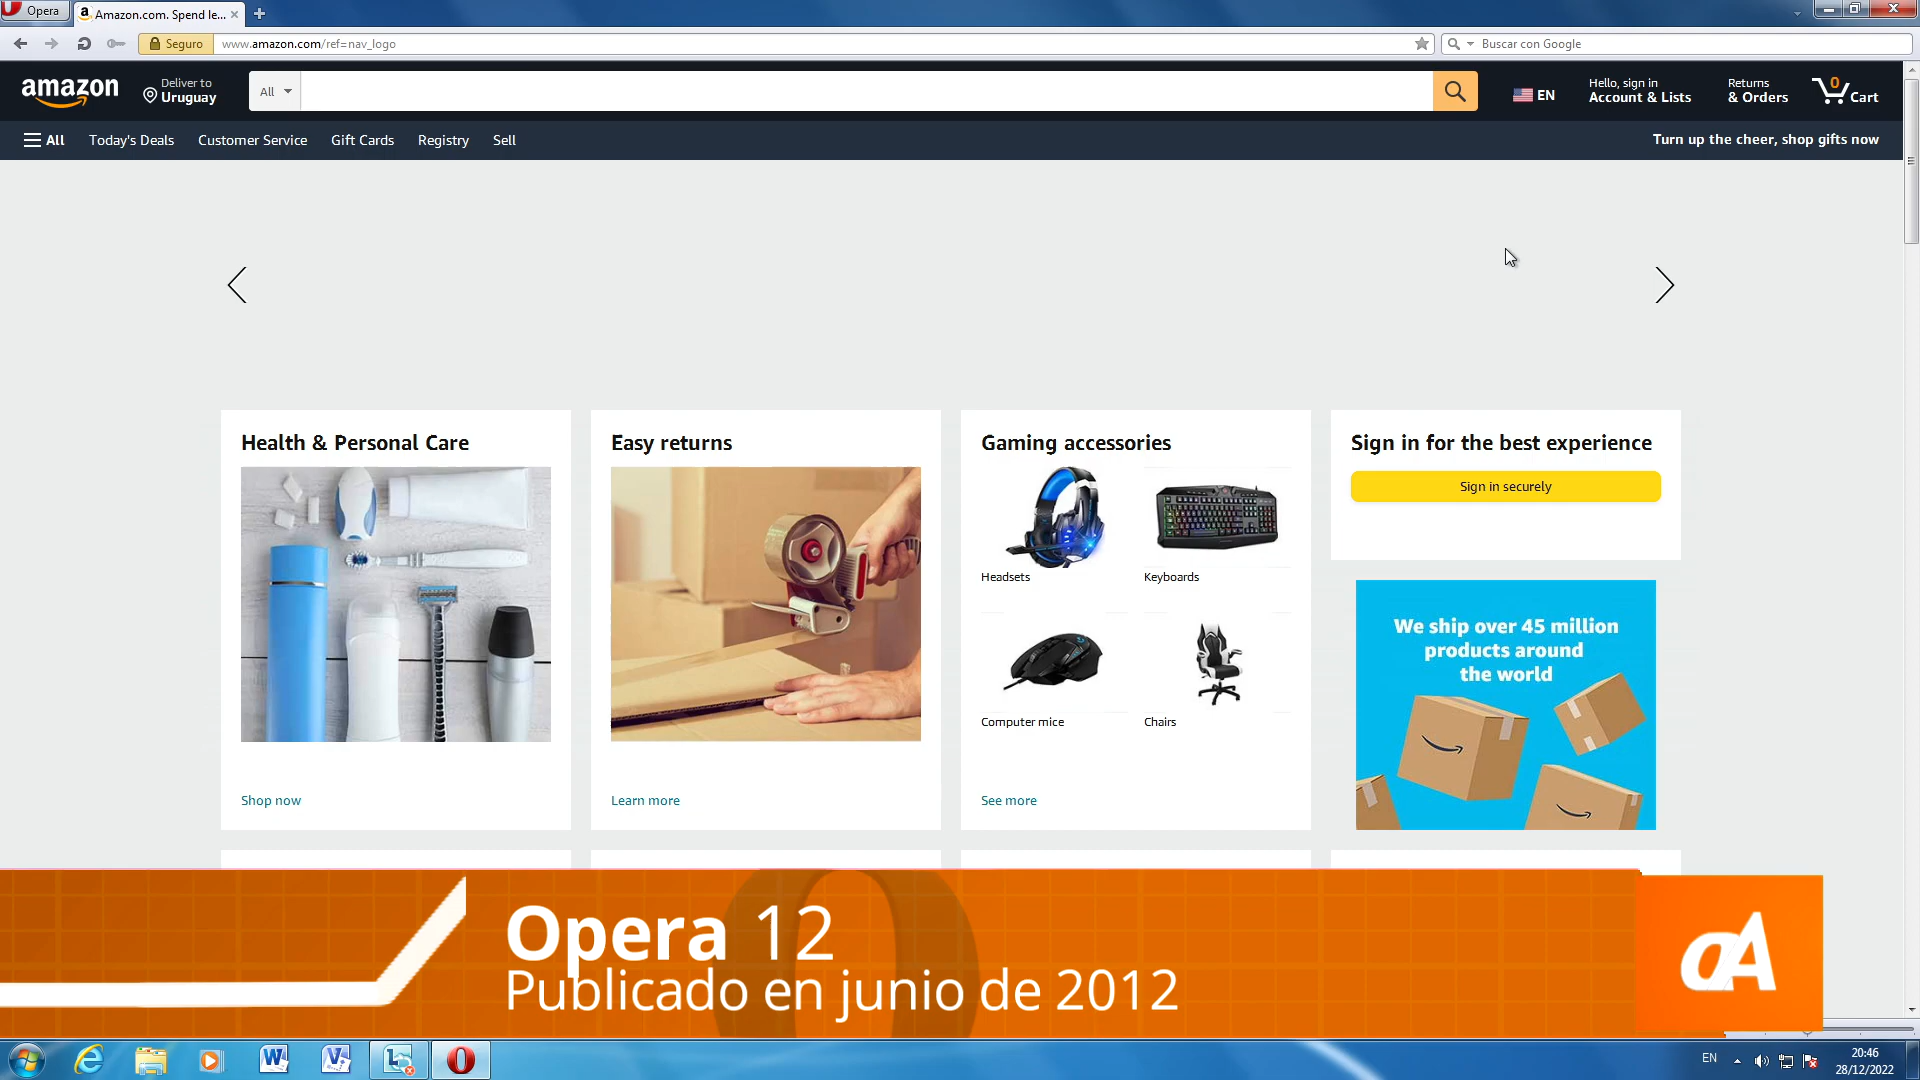 Opera
Amazon.com. Spend le...
Seguro
www.amazon.com/ref=nav_logo
Buscar con Google
amazon
Deliver to
Uruguay
All
EN
Hello, sign in
Account & Lists
Returns
& Orders
0
Cart
All
Today's Deals
Customer Service
Gift Cards
Registry
Sell
Turn up the cheer, shop gifts now
Health & Personal Care
Shop now
Easy returns
Learn more
Gaming accessories
Headsets
Keyboards
Computer mice
Chairs
See more
Sign in for the best experience
Sign in securely
We ship over 45 million
products around
the world
Opera 12
Publicado en junio de 2012
EN
20:46
28/12/2022